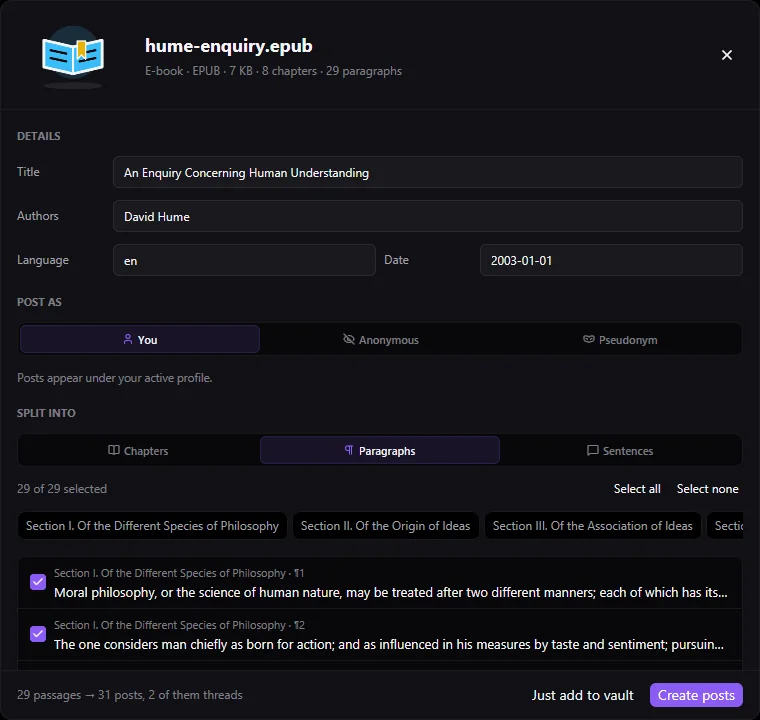 hume-enquiry.epub
E-book · EPUB · 7 KB · 8 chapters · 29 paragraphs
DETAILS
Title
An Enquiry Concerning Human Understanding
Authors
David Hume
Language
en
Date
2003-01-01
POST AS
You
Anonymous
Pseudonym
Posts appear under your active profile.
SPLIT INTO
Chapters
¶ Paragraphs
Sentences
29 of 29 selected
Select all
Select none
Section I. Of the Different Species of Philosophy
Section II. Of the Origin of Ideas
Section III. Of the Association of Ideas
Sectio
Section I. Of the Different Species of Philosophy · ¶1
Moral philosophy, or the science of human nature, may be treated after two different manners; each of which has its...
Section I. Of the Different Species of Philosophy · ¶2
The one considers man chiefly as born for action; and as influenced in his measures by taste and sentiment; pursuin...
29 passages → 31 posts, 2 of them threads
Just add to vault
Create posts